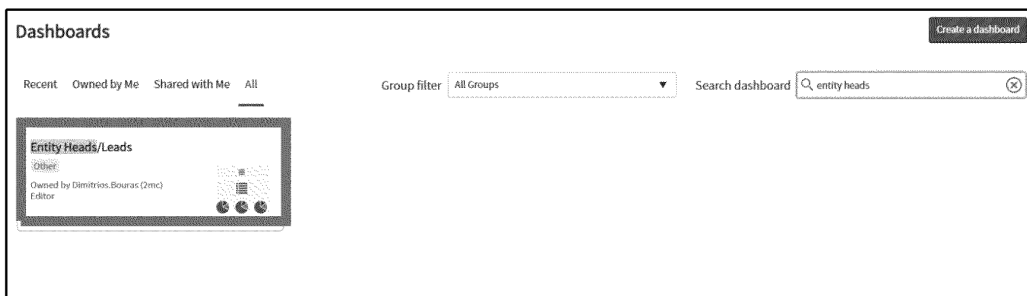 Dashboards
Create a dashboard
Recent Owned by Me Shared with Me All
Group filter All Groups
Search dashboard entity heads
Entity Heads/Leads
Other
Owned by Dimitrios.Bouras (2mc)
Editor